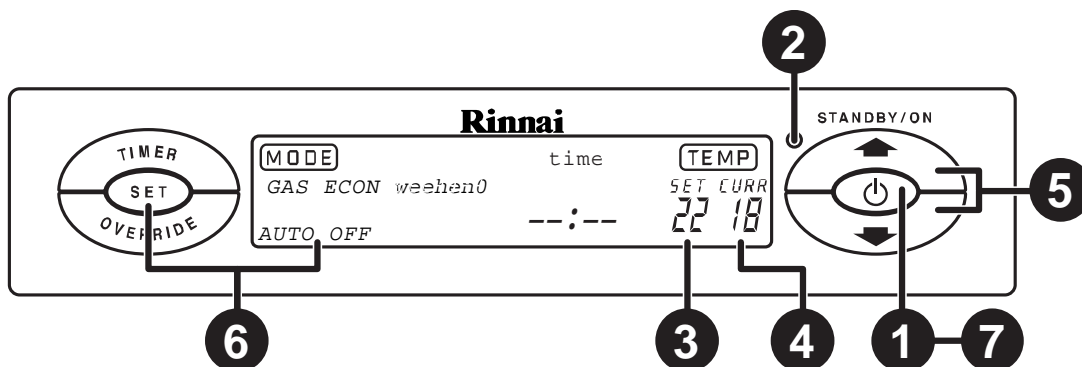 2
Rinnai
STANDBY/ON
TIMER
SET
OVERRIDE
MODE
time
TEMP
GAS ECON weehen0
SET CURR
--:--
22 18
AUTO OFF
5
6
3
4
1
7